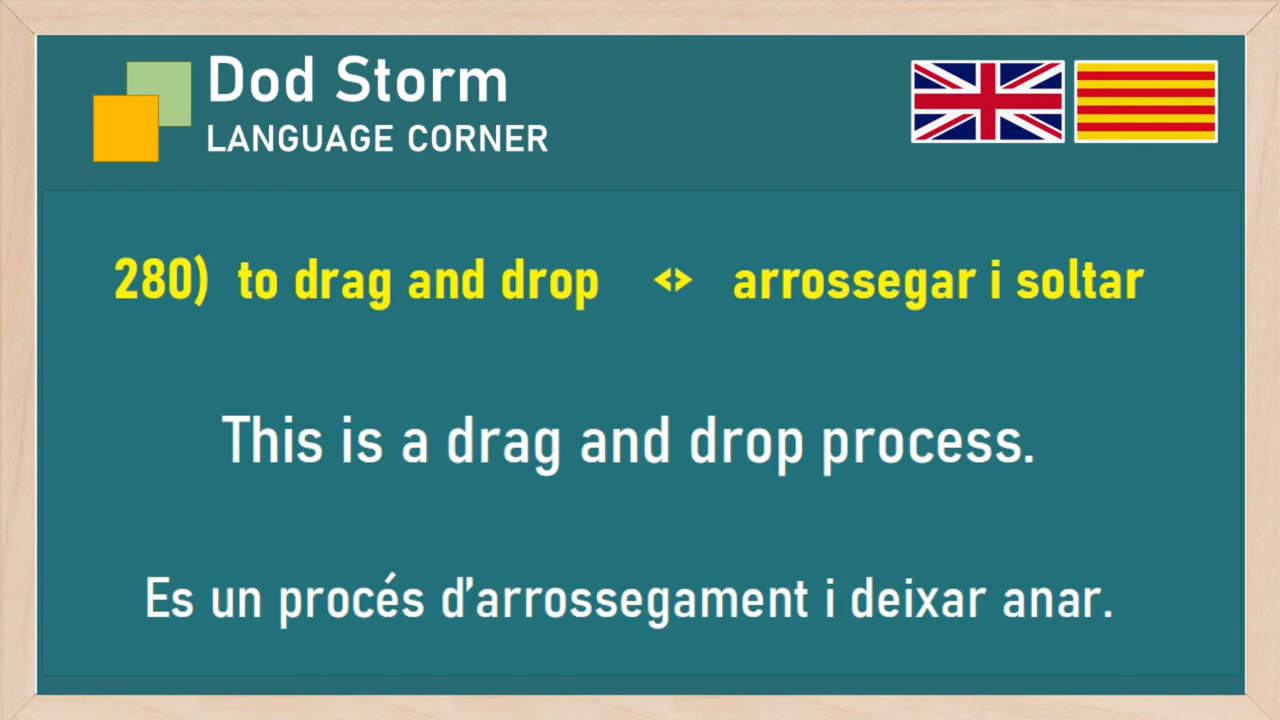 Dod Storm
LANGUAGE CORNER
280) to drag and drop <> arrossegar i soltar
This is a drag and drop process.
Es un procés d'arrossegament i deixar anar.